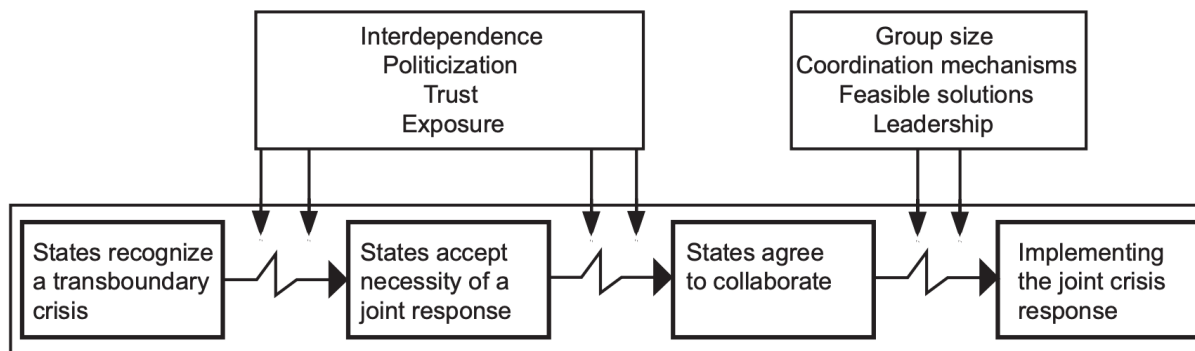 Interdependence
Politicization
Trust
Exposure
Group size
Coordination mechanisms
Feasible solutions
Leadership
States recognize
a transboundary
crisis
States accept
necessity of a
joint response
States agree
to collaborate
Implementing
the joint crisis
response